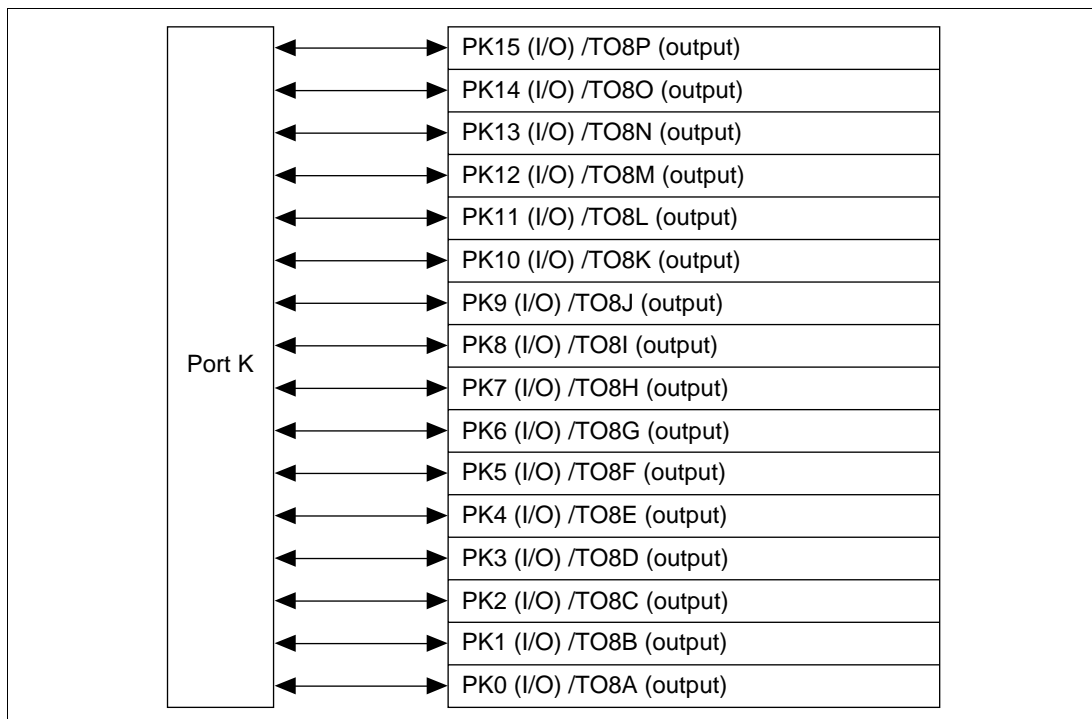 PK15 (I/O) /TO8P (output)
PK14 (I/O) /TO8O (output)
PK13 (I/O) /TO8N (output)
PK12 (I/O) /TO8M (output)
PK11 (I/O) /TO8L (output)
PK10 (I/O) /TO8K (output)
PK9 (I/O) /TO8J (output)
PK8 (I/O) /TO8I (output)
Port K
PK7 (I/O) /TO8H (output)
PK6 (I/O) /TO8G (output)
PK5 (I/O) /TO8F (output)
PK4 (I/O) /TO8E (output)
PK3 (I/O) /TO8D (output)
PK2 (I/O) /TO8C (output)
PK1 (I/O) /TO8B (output)
PK0 (I/O) /TO8A (output)